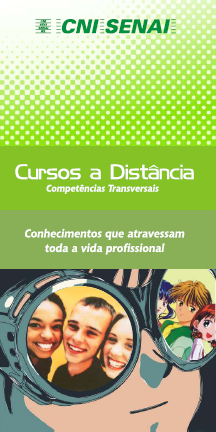 CNI SENAI
Cursos a Distância
Competências Transversais
Conhecimentos que atravessam
toda a vida profissional